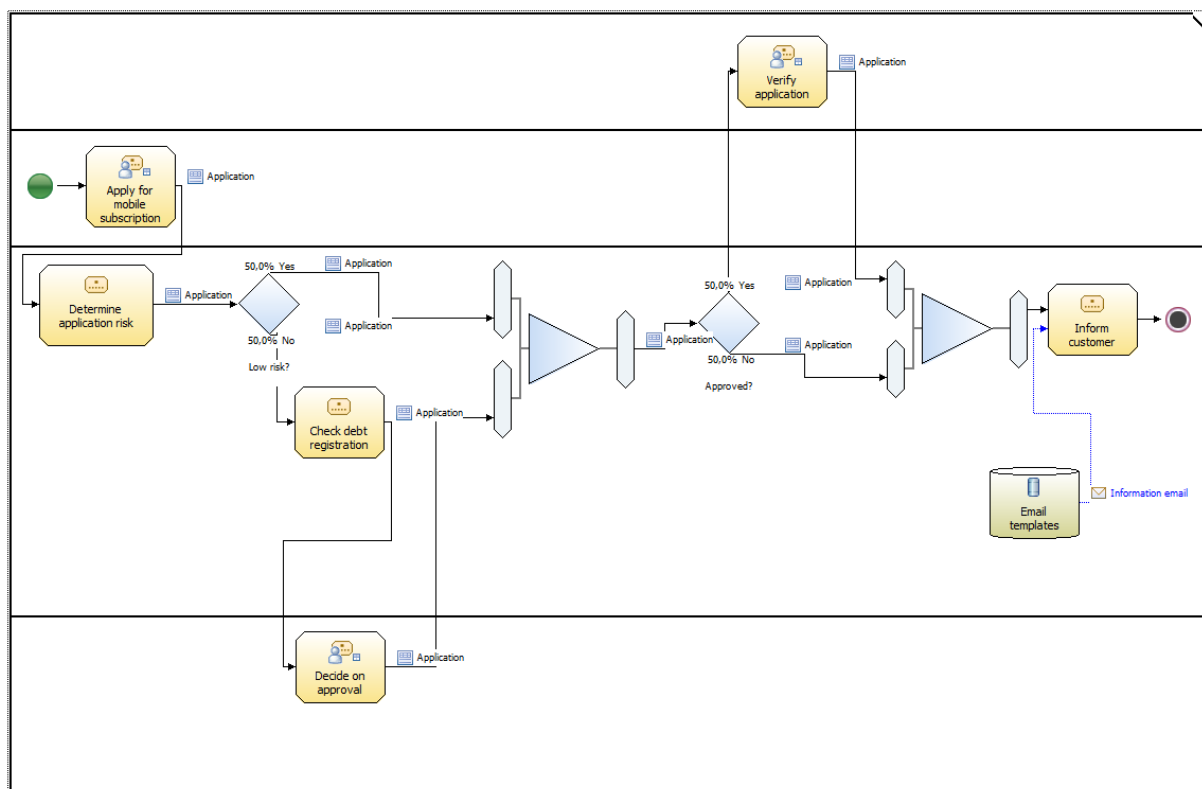 Verify
application
Application
Apply for
mobile
subscription
Application
Determine
application risk
Application
50,0% Yes
50,0% No
Low risk?
Application
Application
Check debt
registration
Application
Decide on
approval
Application
Application
50,0% Yes
50,0% No
Approved?
Application
Application
Inform
customer
Email
templates
Information email